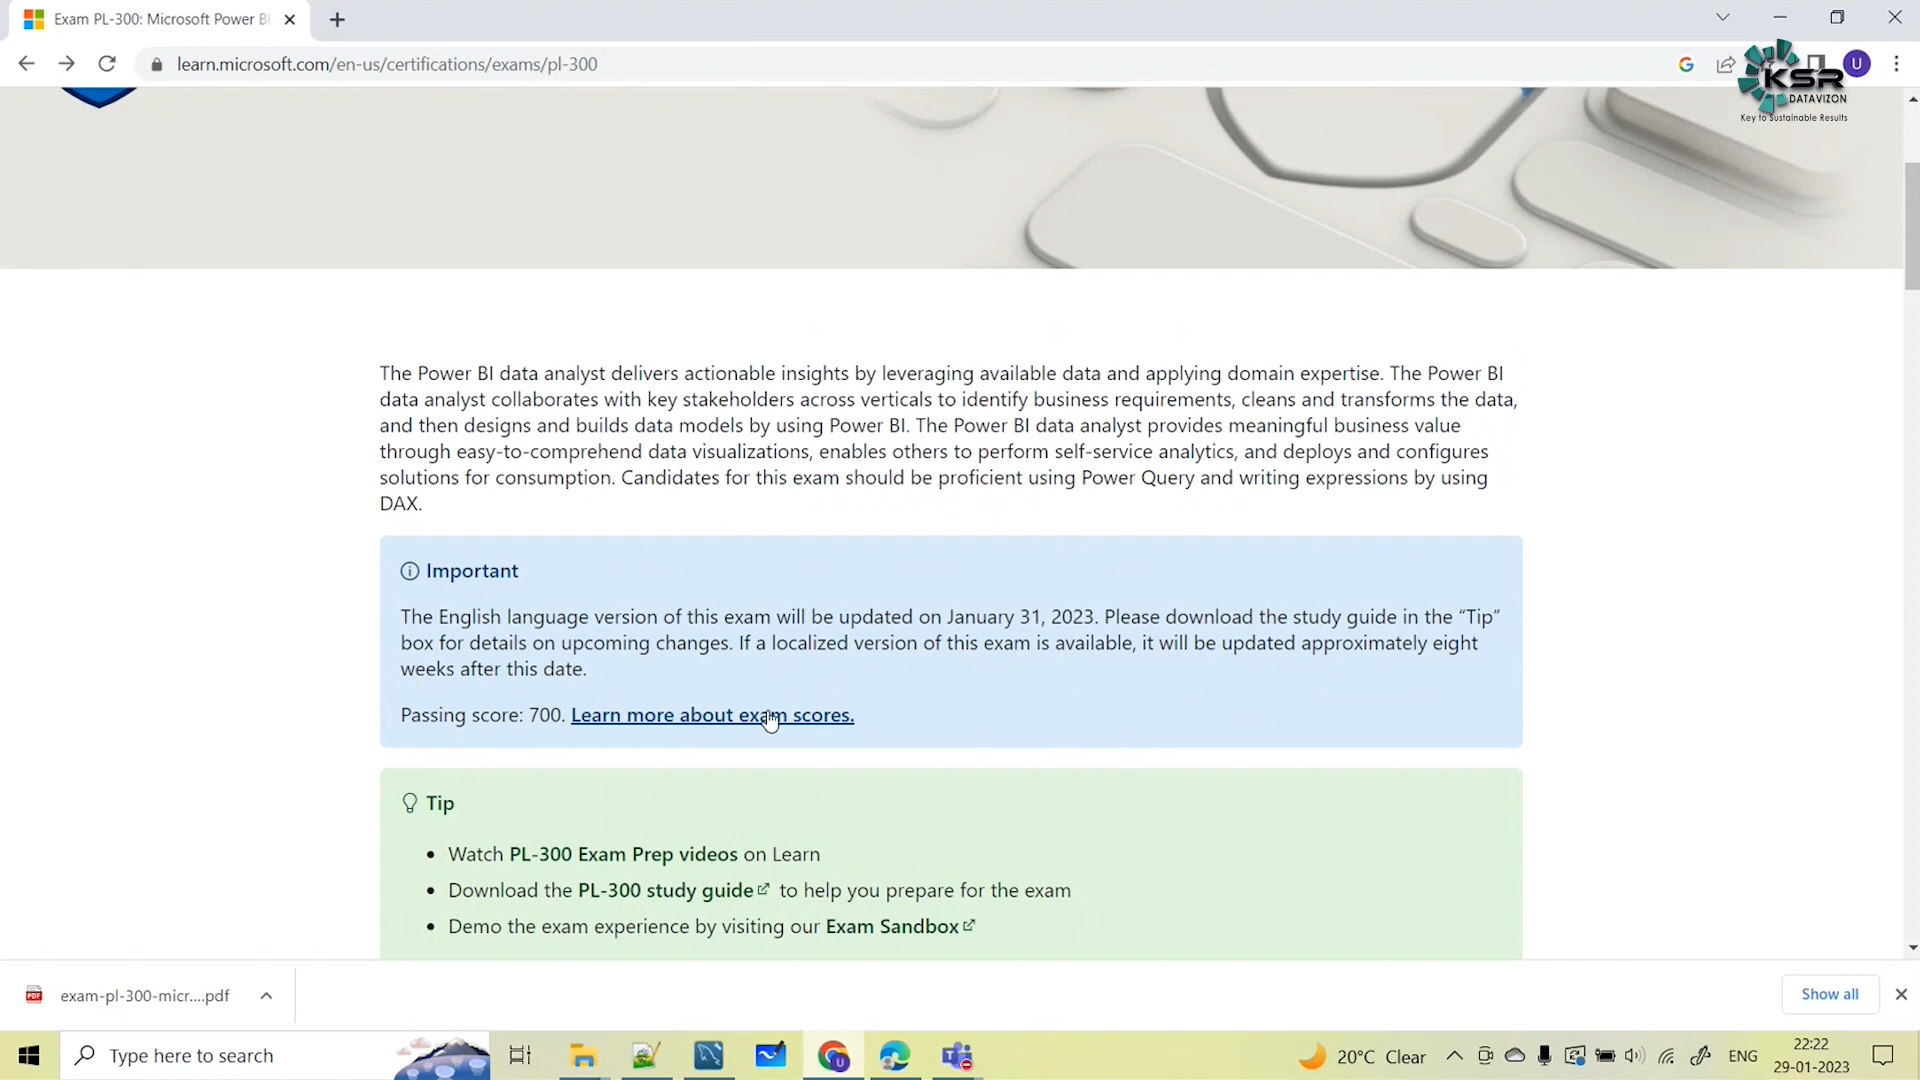 Exam PL-300: Microsoft Power BI
learn.microsoft.com/en-us/certifications/exams/pl-300
U
KSR
DATAVIZON
Key to Sustainable Results
The Power BI data analyst delivers actionable insights by leveraging available data and applying domain expertise. The Power BI
data analyst collaborates with key stakeholders across verticals to identify business requirements, cleans and transforms the data,
and then designs and builds data models by using Power BI. The Power BI data analyst provides meaningful business value
through easy-to-comprehend data visualizations, enables others to perform self-service analytics, and deploys and configures
solutions for consumption. Candidates for this exam should be proficient using Power Query and writing expressions by using
DAX.
Important
The English language version of this exam will be updated on January 31, 2023. Please download the study guide in the “Tip”
box for details on upcoming changes. If a localized version of this exam is available, it will be updated approximately eight
weeks after this date.
Passing score: 700. Learn more about exam scores.
Tip
• Watch PL-300 Exam Prep videos on Learn
• Download the PL-300 study guide to help you prepare for the exam
• Demo the exam experience by visiting our Exam Sandbox
exam-pl-300-micr....pdf
Show all
Type here to search
20°C Clear
ENG
22:22
29-01-2023